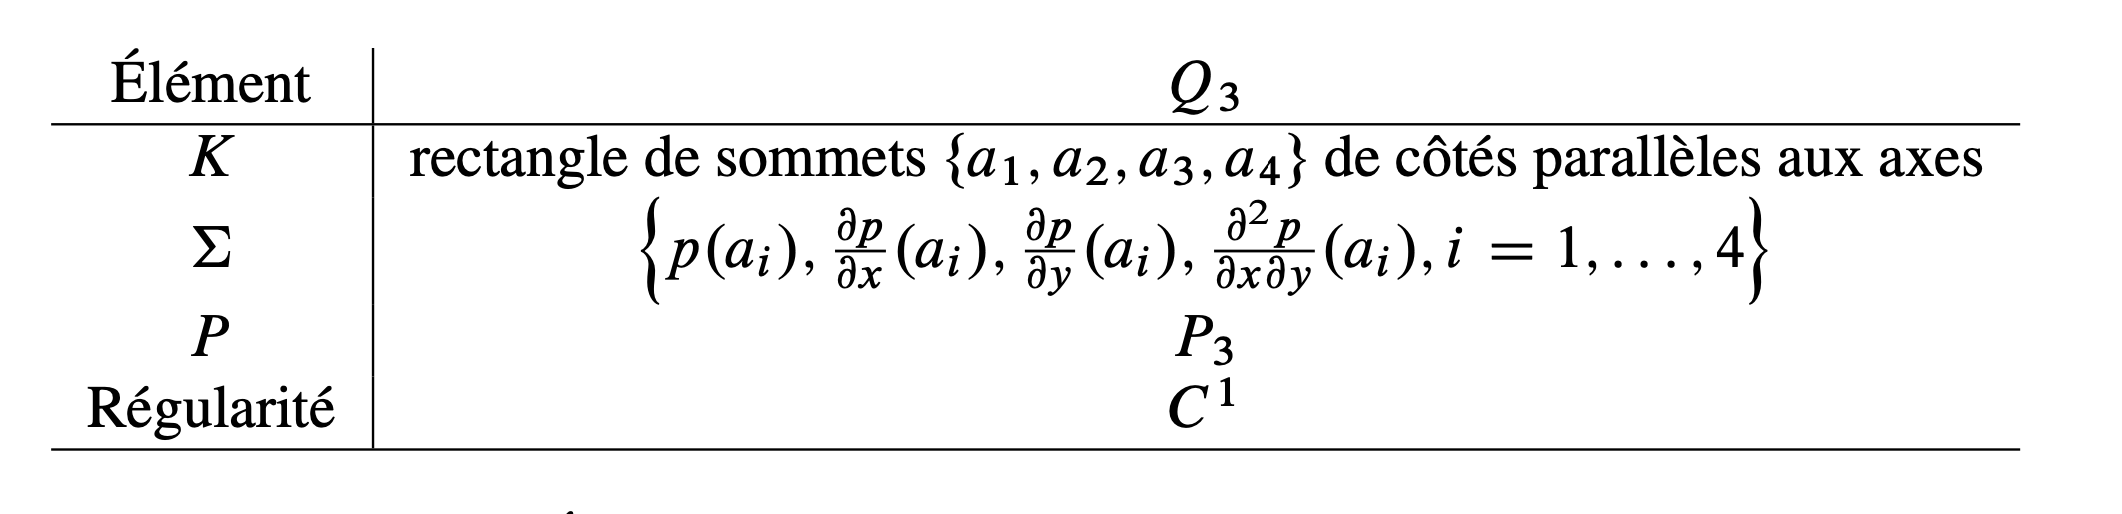 Élément Q₃
K rectangle de sommets {a₁, a₂, a₃, a₄} de côtés parallèles aux axes
Σ {p(aᵢ), ∂p/∂x(aᵢ), ∂p/∂y(aᵢ), ∂²p/∂x∂y(aᵢ), i = 1, . . . , 4}
P P₃
Régularité C¹